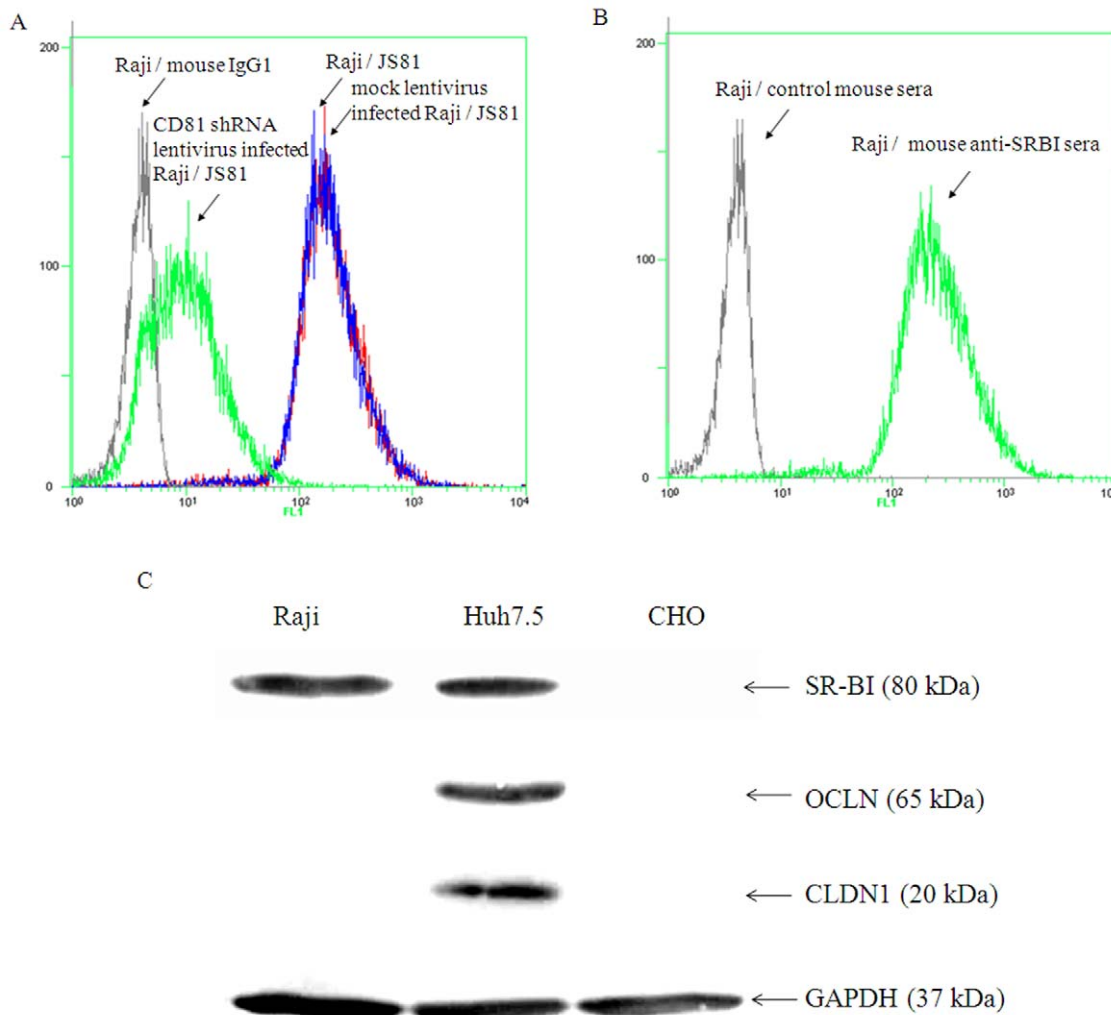 A
200
100
0
10⁰
10¹
10²
10³
10⁴
FL1
Raji / mouse IgG1
CD81 shRNA
lentivirus infected
Raji / JS81
Raji / JS81
mock lentivirus
infected Raji / JS81
B
200
100
0
10⁰
10¹
10²
10³
FL1
Raji / control mouse sera
Raji / mouse anti-SRBI sera
C
Raji Huh7.5 CHO
SR-BI (80 kDa)
OCLN (65 kDa)
CLDN1 (20 kDa)
GAPDH (37 kDa)